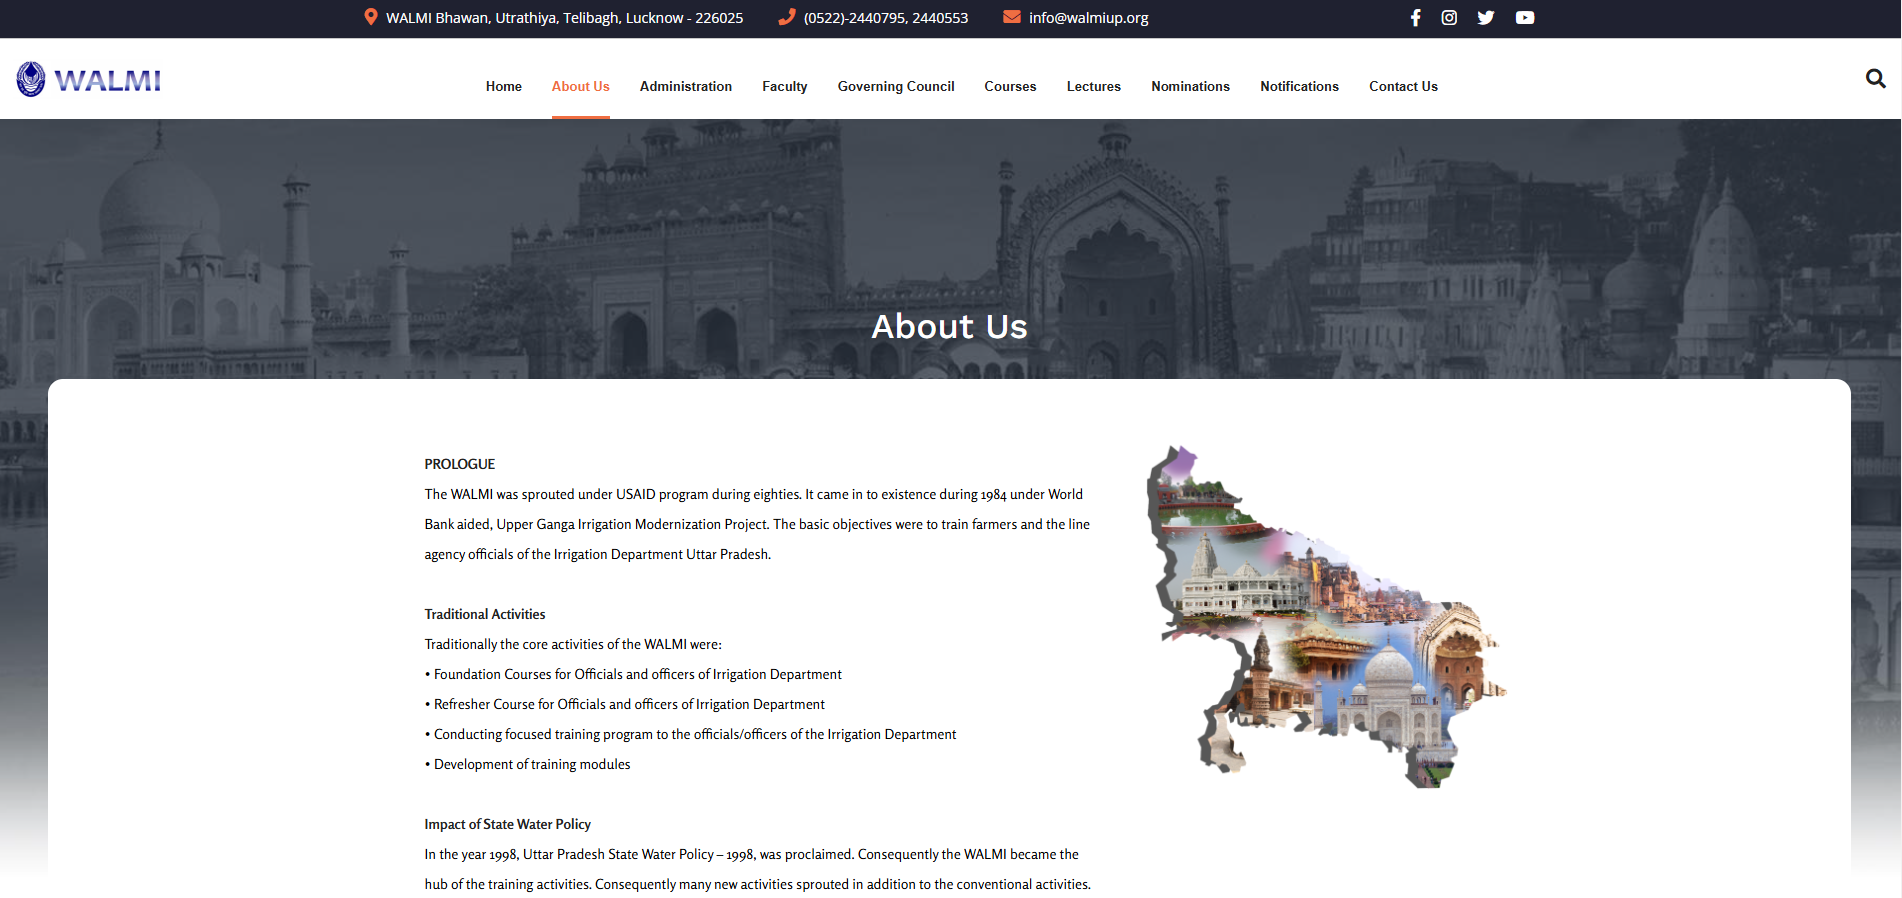 WALMI Bhawan, Utrathiya, Telibagh, Lucknow - 226025 (0522)-2440795, 2440553 info@walmiup.org
WALMI
Home About Us Administration Faculty Governing Council Courses Lectures Nominations Notifications Contact Us
About Us
PROLOGUE
The WALMI was sprouted under USAID program during eighties. It came in to existence during 1984 under World
Bank aided, Upper Ganga Irrigation Modernization Project. The basic objectives were to train farmers and the line
agency officials of the Irrigation Department Uttar Pradesh.
Traditional Activities
Traditionally the core activities of the WALMI were:
• Foundation Courses for Officials and officers of Irrigation Department
• Refresher Course for Officials and officers of Irrigation Department
• Conducting focused training program to the officials/officers of the Irrigation Department
• Development of training modules
Impact of State Water Policy
In the year 1998, Uttar Pradesh State Water Policy – 1998, was proclaimed. Consequently the WALMI became the
hub of the training activities. Consequently many new activities sprouted in addition to the conventional activities.